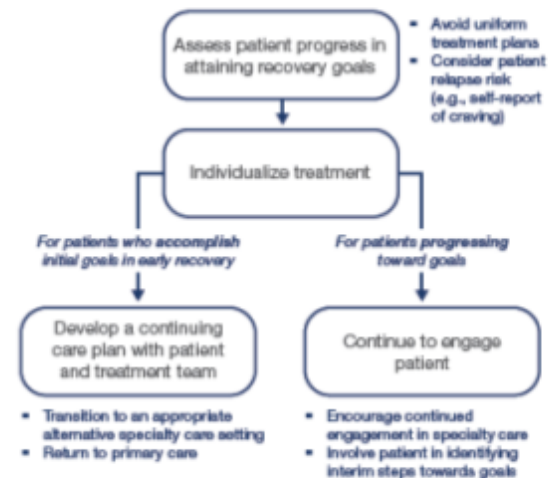 Assess patient progress in
attaining recovery goals
▪ Avoid uniform
treatment plans
▪ Consider patient
relapse risk
(e.g., self-report
of craving)
Individualize treatment
For patients who accomplish
initial goals in early recovery
For patients progressing
toward goals
Develop a continuing
care plan with patient
and treatment team
Continue to engage
patient
▪ Transition to an appropriate
alternative specialty care setting
▪ Return to primary care
▪ Encourage continued
engagement in specialty care
▪ Involve patient in identifying
interim steps towards goals